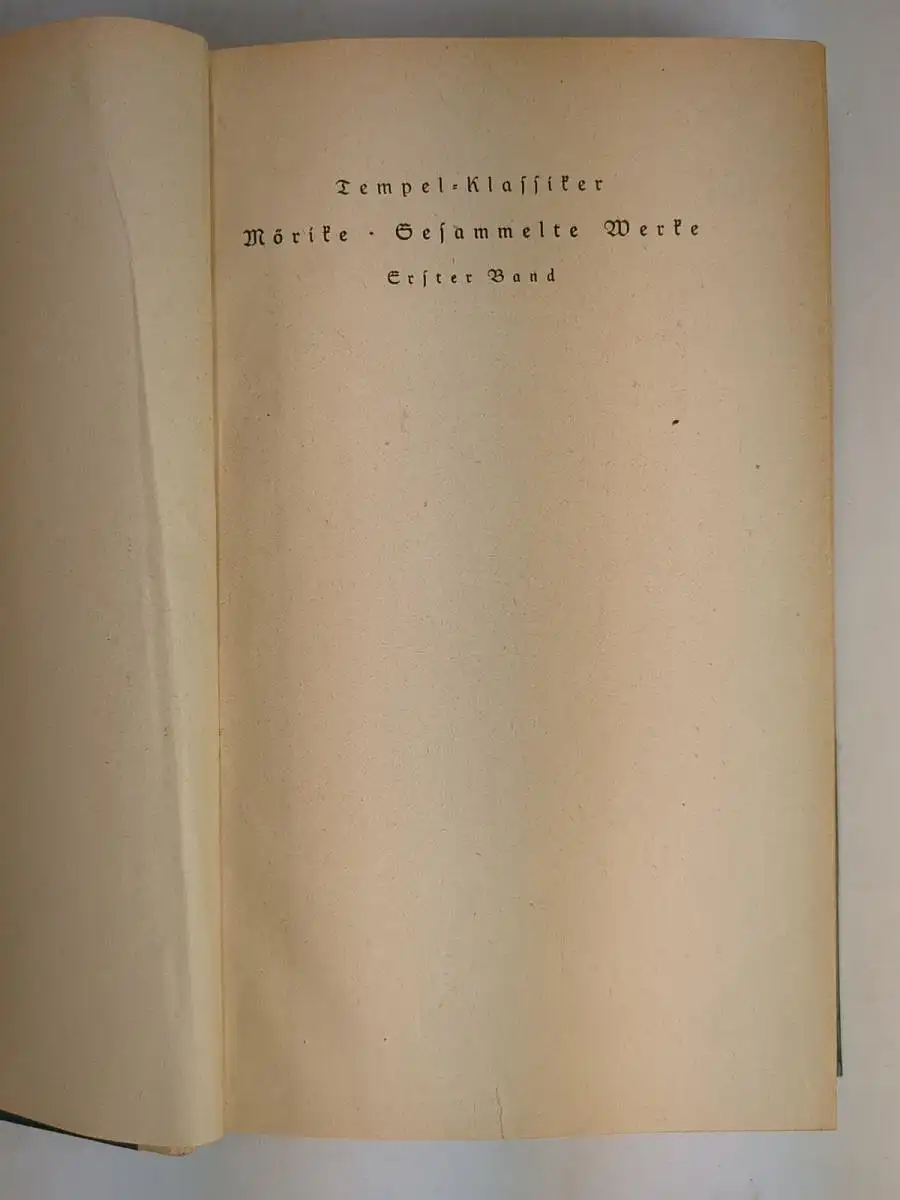 Tempel-Klaſſiker
Mörike · Geſammelte Werke
Erſter Band